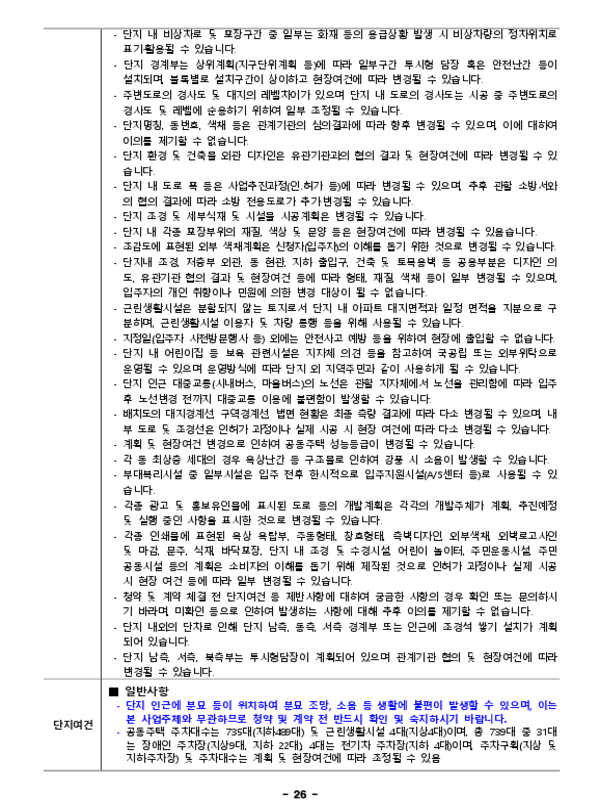 - 단지 내 비상차로 및 포장구간 중 일부는 화재 등의 응급상황 발생 시 비상차량의 정차위치로
표기·활용될 수 있습니다.
- 단지 경계부는 상위계획(지구단위계획 등)에 따라 일부구간 투시형 담장 혹은 안전난간 등이
설치되며, 블록별로 설치구간이 상이하고 현장여건에 따라 변경될 수 있습니다.
- 주변도로의 경사도 및 대지의 레벨차이가 있으며 단지 내 도로의 경사도는 시공 중 주변도로의
경사도 및 레벨에 순응하기 위하여 일부 조정될 수 있습니다.
- 단지명칭, 동번호, 색채 등은 관계기관의 심의결과에 따라 향후 변경될 수 있으며, 이에 대하여
이의를 제기할 수 없습니다.
- 단지 환경 및 건축물 외관 디자인은 유관기관과의 협의 결과 및 현장여건에 따라 변경될 수 있
습니다.
- 단지 내 도로 폭 등은 사업추진과정(인.허가 등)에 따라 변경될 수 있으며, 추후 관할 소방서와
의 협의 결과에 따라 소방 전용도로가 추가·변경될 수 있습니다.
- 단지 조경 및 세부식재 및 시설물 시공계획은 변경될 수 있습니다.
- 단지 내 각종 포장부위의 재질, 색상 및 문양 등은 현장여건에 따라 변경될 수 있음습니다.
- 조감도에 표현된 외부 색채계획은 신청자(입주자)의 이해를 돕기 위한 것으로 변경될 수 있습니다.
- 단지내 조경, 저층부 외관, 동 현관, 지하 출입구, 건축 및 토목옹벽 등 공용부분은 디자인 의
도, 유관기관 협의 결과 및 현장여건 등에 따라 형태, 재질, 색채 등이 일부 변경될 수 있으며,
입주자의 개인 취향이나 민원에 의한 변경 대상이 될 수 없습니다.
- 근린생활시설은 분할되지 않는 토지로서 단지 내 아파트 대지면적과 일정 면적을 지분으로 구
분하며, 근린생활시설 이용자 및 차량 통행 등을 위해 사용될 수 있습니다.
- 지정일(입주자 사전방문행사 등) 외에는 안전사고 예방 등을 위하여 현장에 출입할 수 없습니다.
- 단지 내 어린이집 등 보육 관련시설은 지자체 의견 등을 참고하여 국공립 또는 외부위탁으로
운영될 수 있으며 운영방식에 따라 단지 외 지역주민과 같이 사용하게 될 수 있습니다.
- 단지 인근 대중교통(시내버스, 마을버스)의 노선은 관할 지자체에서 노선을 관리함에 따라 입주
후 노선변경 전까지 대중교통 이용에 불편함이 발생할 수 있습니다.
- 배치도의 대지경계선, 구역경계선, 법면 현황은 최종 측량 결과에 따라 다소 변경될 수 있으며, 내
부 도로 및 조경선은 인허가 과정이나 실제 시공 시 현장 여건에 따라 다소 변경될 수 있습니다.
- 계획 및 현장여건 변경으로 인하여 공동주택 성능등급이 변경될 수 있습니다.
- 각 동 최상층 세대의 경우 옥상난간 등 구조물로 인하여 강풍 시 소음이 발생할 수 있습니다.
- 부대복리시설 중 일부시설은 입주 전후 한시적으로 입주지원시설(A/S센터 등)로 사용될 수 있
습니다.
- 각종 광고 및 홍보유인물에 표시된 도로 등의 개발계획은 각각의 개발주체가 계획, 추진예정
및 실행 중인 사항을 표시한 것으로 변경될 수 있습니다.
- 각종 인쇄물에 표현된 옥상 옥탑부, 주동형태, 창호형태, 측벽디자인, 외부색채, 외벽로고사인
및 마감, 문주, 식재, 바닥포장, 단지 내 조경 및 수경시설, 어린이 놀이터, 주민운동시설, 주민
공동시설 등의 계획은 소비자의 이해를 돕기 위해 제작된 것으로 인허가 과정이나 실제 시공
시 현장 여건 등에 따라 일부 변경될 수 있습니다.
- 청약 및 계약 체결 전 단지여건 등 제반사항에 대하여 궁금한 사항의 경우 확인 또는 문의하시
기 바라며, 미확인 등으로 인하여 발생하는 사항에 대해 추후 이의를 제기할 수 없습니다.
- 단지 내외의 단차로 인해 단지 남측, 동측, 서측 경계부 또는 인근에 조경석 쌓기 설치가 계획
되어 있습니다.
- 단지 남측, 서측, 북측부는 투시형담장이 계획되어 있으며 관계기관 협의 및 현장여건에 따라
변경될 수 있습니다.
단지여건
■ 일반사항
- 단지 인근에 분묘 등이 위치하여 분묘 조망, 소음 등 생활에 불편이 발생할 수 있으며, 이는
본 사업주체와 무관하므로 청약 및 계약 전 반드시 확인 및 숙지하시기 바랍니다.
- 공동주택 주차대수는 735대(지하489대) 및 근린생활시설 4대(지상4대)이며, 총 739대 중 31대
는 장애인 주차장(지상9대, 지하 22대), 4대는 전기차 주차장(지하 4대)이며, 주차구획(지상 및
지하주차장) 및 주차대수는 계획 및 현장여건에 따라 조정될 수 있음
- 26 -